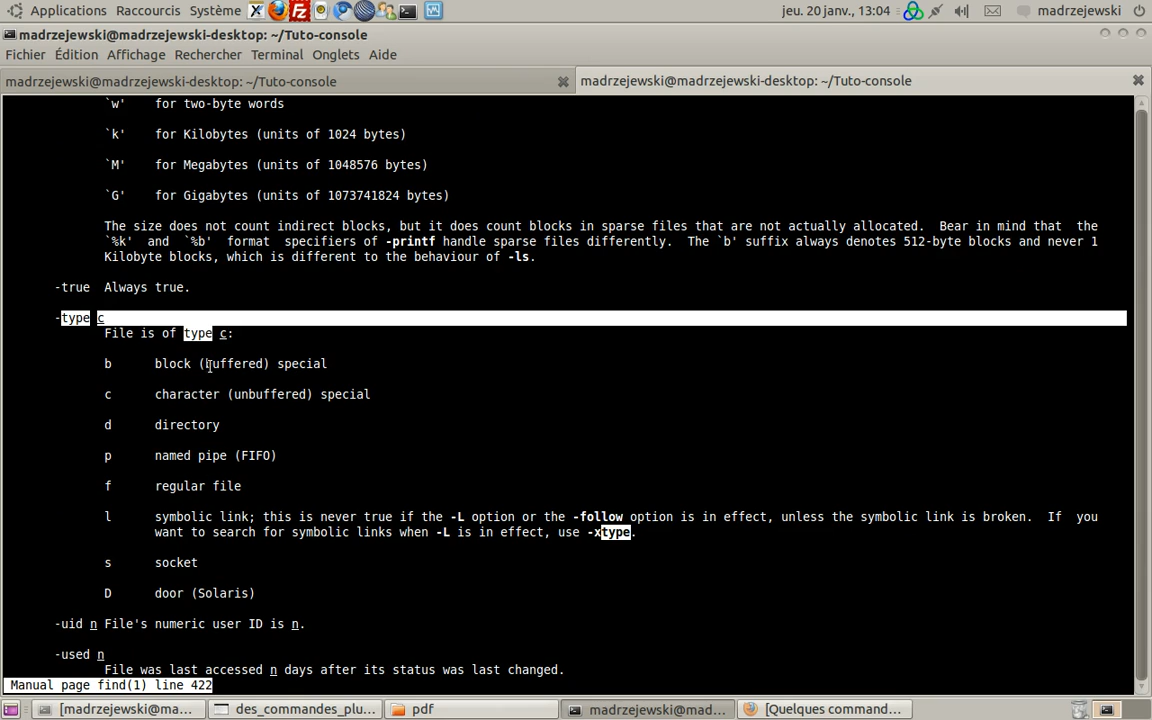 Applications Raccourcis Système jeu. 20 janv., 13:04 madrzejewski
madrzejewski@madrzejewski-desktop: ~/Tuto-console
Fichier Édition Affichage Rechercher Terminal Onglets Aide
madrzejewski@madrzejewski-desktop: ~/Tuto-console madrzejewski@madrzejewski-desktop: ~/Tuto-console
`w' for two-byte words
`k' for Kilobytes (units of 1024 bytes)
`M' for Megabytes (units of 1048576 bytes)
`G' for Gigabytes (units of 1073741824 bytes)
The size does not count indirect blocks, but it does count blocks in sparse files that are not actually allocated. Bear in mind that the
`%k' and `%b' format specifiers of -printf handle sparse files differently. The `b' suffix always denotes 512-byte blocks and never 1
Kilobyte blocks, which is different to the behaviour of -ls.
-true Always true.
-type c
File is of type c:
b block (buffered) special
c character (unbuffered) special
d directory
p named pipe (FIFO)
f regular file
l symbolic link; this is never true if the -L option or the -follow option is in effect, unless the symbolic link is broken. If you
want to search for symbolic links when -L is in effect, use -xtype.
s socket
D door (Solaris)
-uid n File's numeric user ID is n.
-used n
File was last accessed n days after its status was last changed.
Manual page find(1) line 422
[madrzejewski@ma... des_commandes_plu... pdf madrzejewski@mad... [Quelques command...